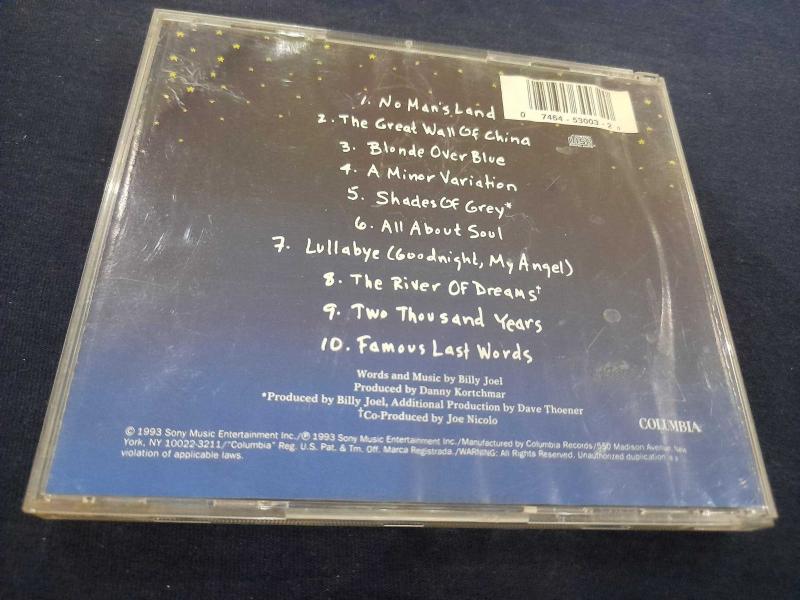 1. No Man's Land
2. The Great Wall Of China
3. Blonde Over Blue
4. A Minor Variation
5. Shades Of Grey*
6. All About Soul
7. Lullabye (Goodnight, My Angel)
8. The River Of Dreams†
9. Two Thousand Years
10. Famous Last Words
0 7464-53003-2
Words and Music by Billy Joel
Produced by Danny Kortchmar
*Produced by Billy Joel, Additional Production by Dave Thoener
†Co-Produced by Joe Nicolo
COLUMBIA
© 1993 Sony Music Entertainment Inc./℗ 1993 Sony Music Entertainment Inc./Manufactured by Columbia Records/550 Madison Avenue, New
York, NY 10022-3211/"Columbia" Reg. U.S. Pat. & Tm. Off. Marca Registrada./WARNING: All Rights Reserved. Unauthorized duplication is a
violation of applicable laws.